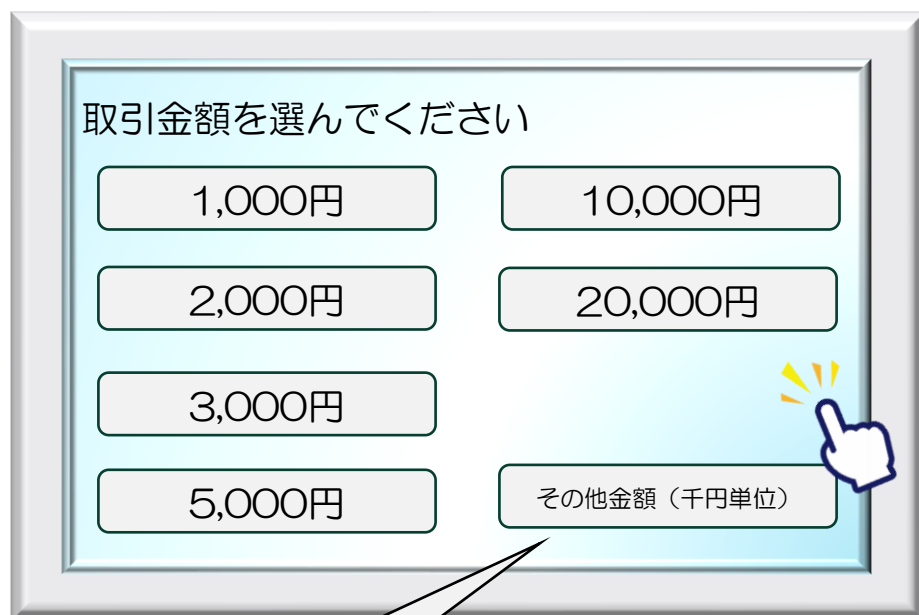 取引金額を選んでください
1,000円
10,000円
2,000円
20,000円
3,000円
5,000円
その他金額（千円単位）